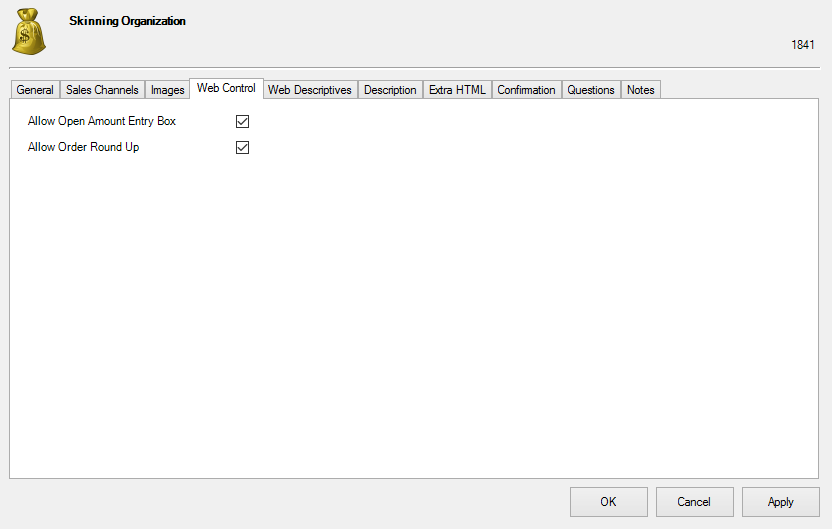 Skinning Organization
1841
General Sales Channels Images Web Control Web Descriptives Description Extra HTML Confirmation Questions Notes
Allow Open Amount Entry Box
Allow Order Round Up
OK Cancel Apply